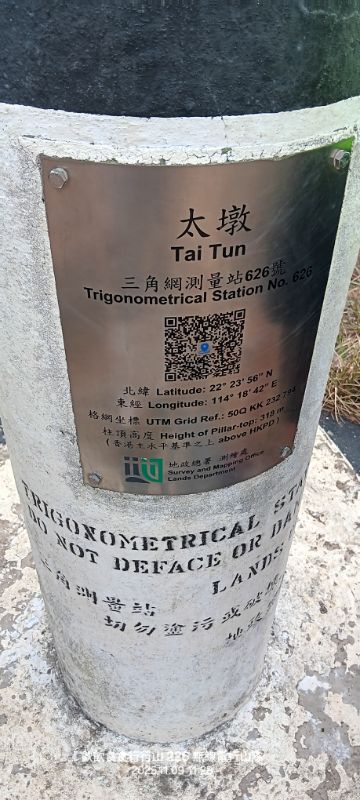 太墩
Tai Tun
三角網測量站626號
Trigonometrical Station No. 626
北緯 Latitude: 22° 23' 56" N
東經 Longitude: 114° 18' 42" E
格網坐標 UTM Grid Ref.: 50Q KK 232 794
柱頂高度 Height of Pillar-top: 318 m
(香港主水平基準之上 above HKPD)
地政總署 測繪處
Survey and Mapping Office
Lands Department
TRIGONOMETRICAL STA
DO NOT DEFACE OR DA
LANDS
三角測量站
切勿塗污或破壞
地政